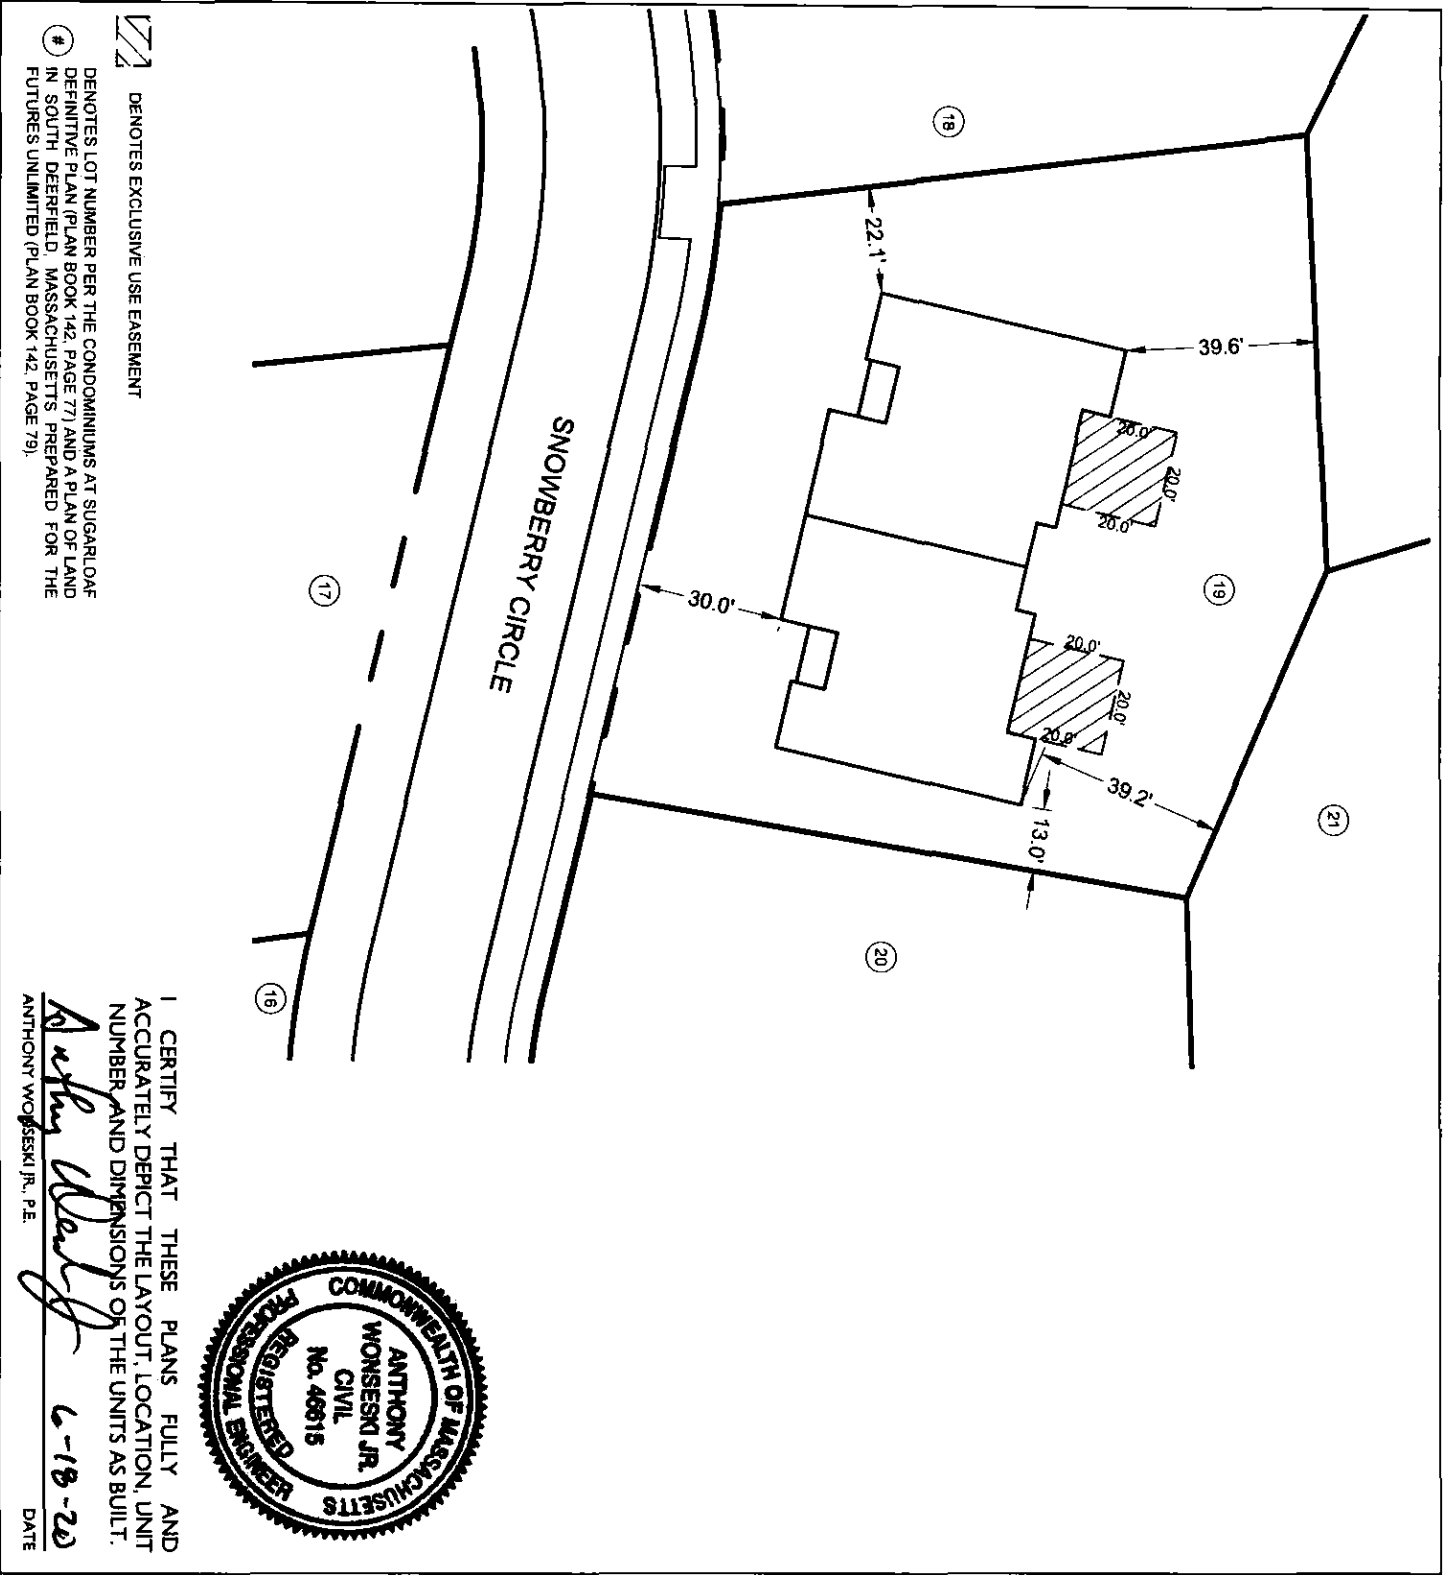 18
22.1'
39.6'
20.0'
20.0'
20.0'
19
SNOWBERRY CIRCLE
30.0'
17
20.0'
20.0'
20.0'
39.2'
13.0'
21
20
16
DENOTES EXCLUSIVE USE EASEMENT
#
DENOTES LOT NUMBER PER THE CONDOMINIUMS AT SUGARLOAF
DEFINITIVE PLAN (PLAN BOOK 142, PAGE 77) AND A PLAN OF LAND
IN SOUTH DEERFIELD, MASSACHUSETTS PREPARED FOR THE
FUTURES UNLIMITED (PLAN BOOK 142, PAGE 79).
I CERTIFY THAT THESE PLANS FULLY AND
ACCURATELY DEPICT THE LAYOUT, LOCATION, UNIT
NUMBER, AND DIMENSIONS OF THE UNITS AS BUILT.
6-18-20
ANTHONY WONSESKI JR., P.E.
DATE
COMMONWEALTH OF MASSACHUSETTS
ANTHONY
WONSESKI JR.
CIVIL
No. 46615
REGISTERED
PROFESSIONAL ENGINEER